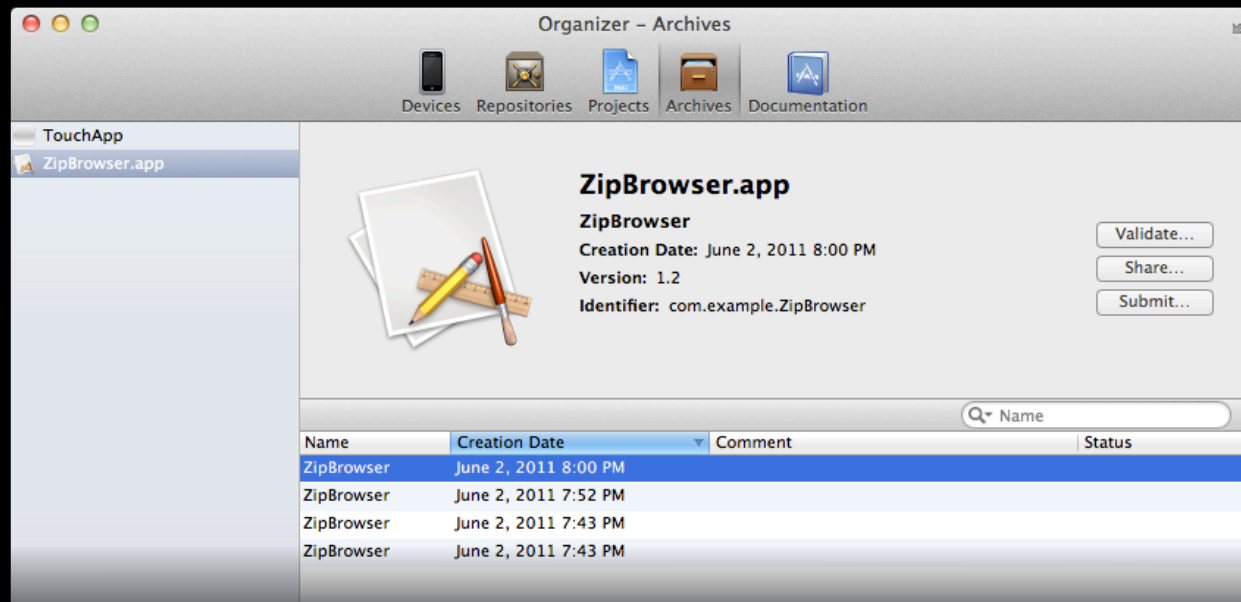 Organizer – Archives
Devices Repositories Projects Archives Documentation
TouchApp
ZipBrowser.app
ZipBrowser.app
ZipBrowser
Creation Date: June 2, 2011 8:00 PM
Version: 1.2
Identifier: com.example.ZipBrowser
Validate...
Share...
Submit...
Name
Name Creation Date Comment Status
ZipBrowser June 2, 2011 8:00 PM
ZipBrowser June 2, 2011 7:52 PM
ZipBrowser June 2, 2011 7:43 PM
ZipBrowser June 2, 2011 7:43 PM